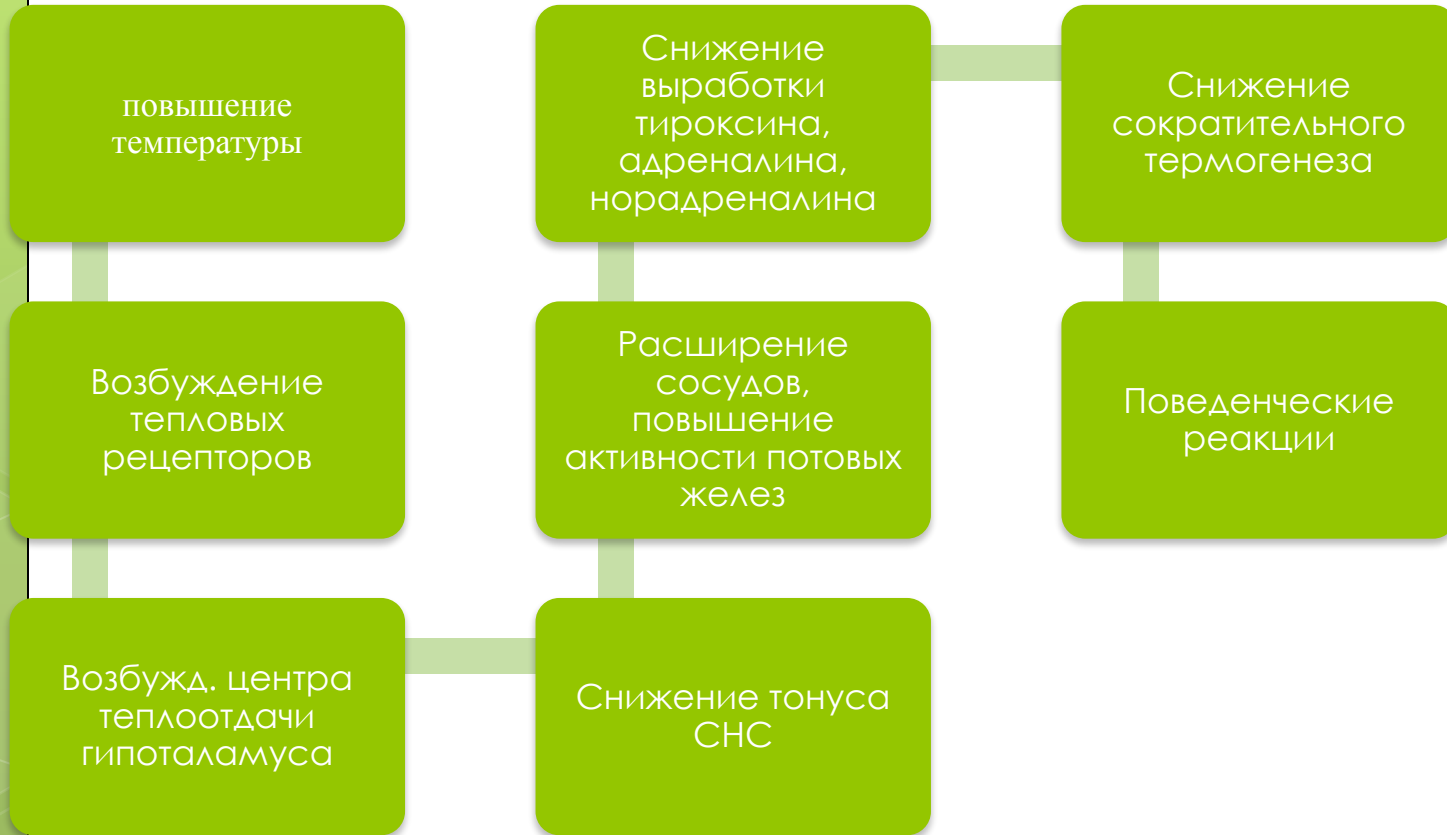 повышение
температуры
Возбуждение
тепловых
рецепторов
Возбужд. центра
теплоотдачи
гипоталамуса
Снижение тонуса
СНС
Расширение
сосудов,
повышение
активности потовых
желез
Снижение
выработки
тироксина,
адреналина,
норадреналина
Снижение
сократительного
термогенеза
Поведенческие
реакции